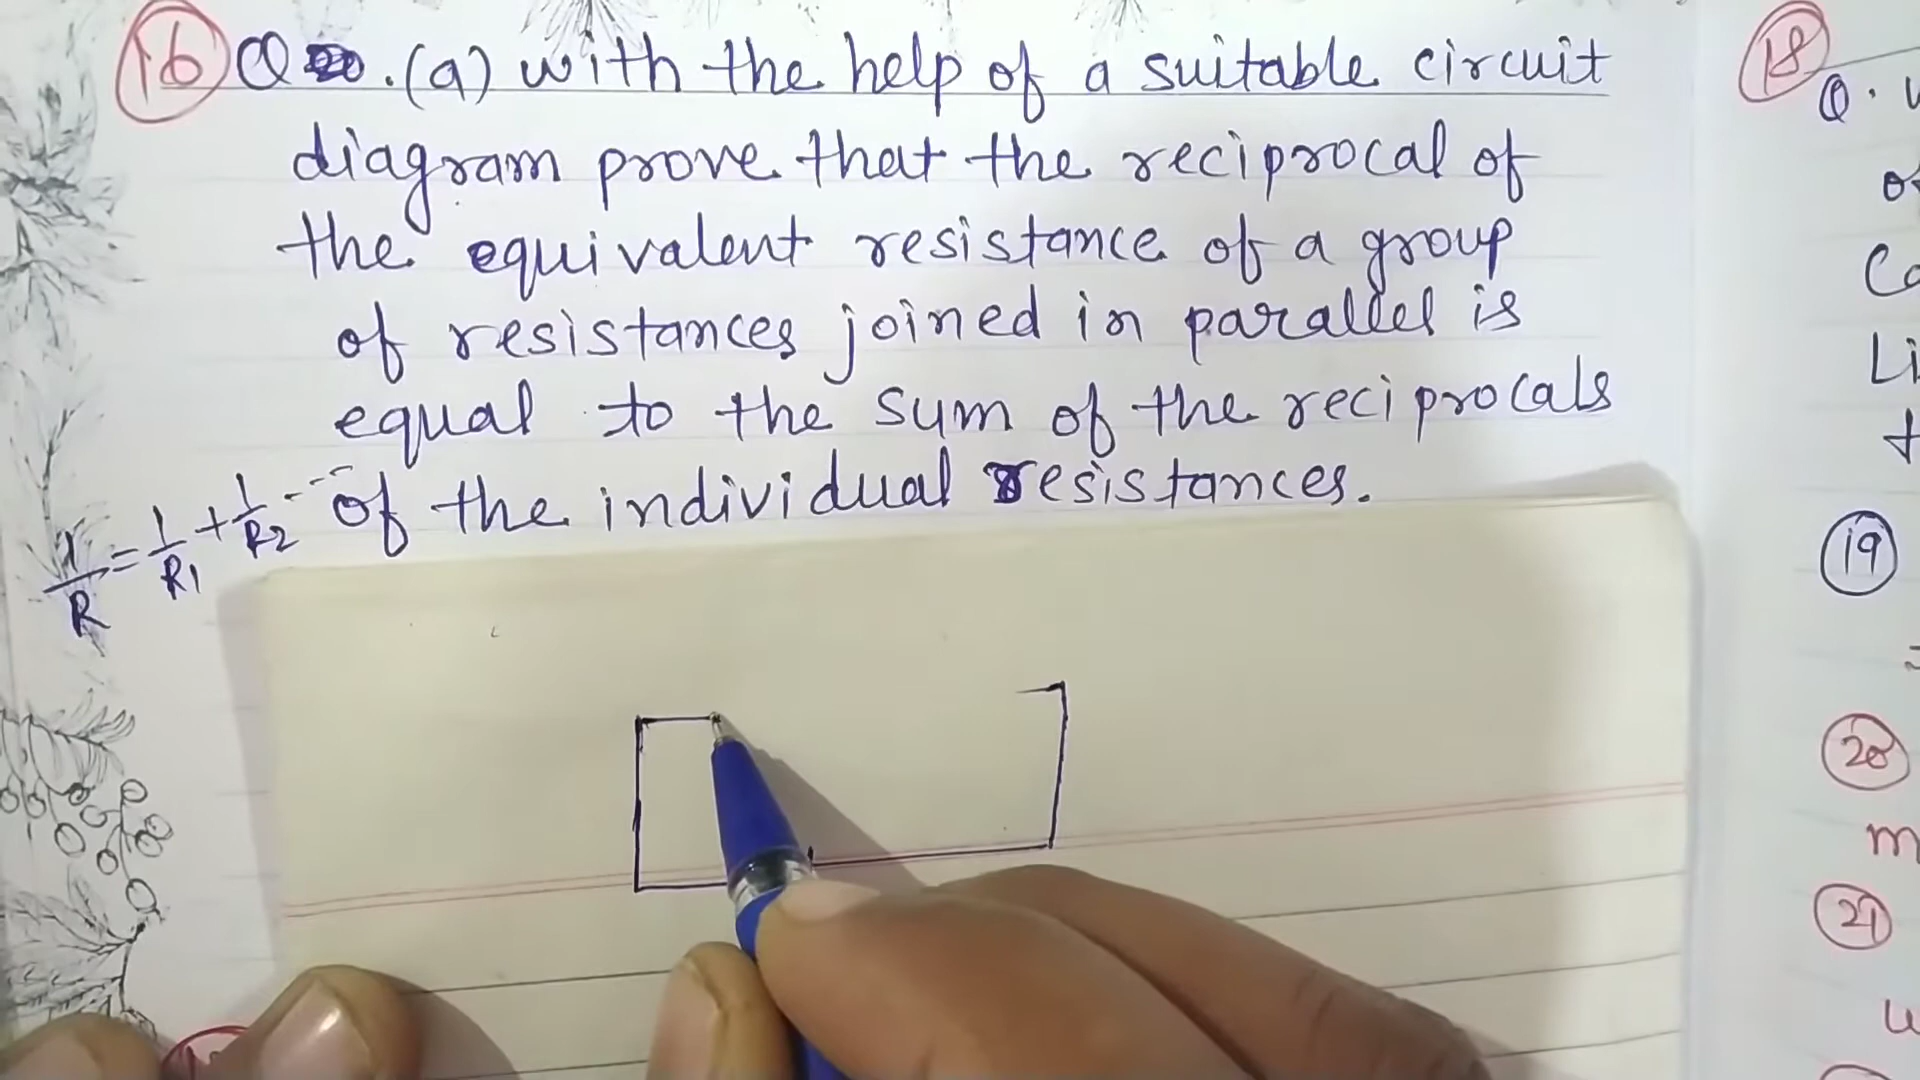 16 Q . (a) with the help of a suitable circuit
diagram prove that the reciprocal of
the equivalent resistance of a group
of resistances joined in parallel is
equal to the sum of the reciprocals
of the individual resistances.
1/R = 1/R1 + 1/R2 ---
18
Q.
of
Li
19
20
m
21